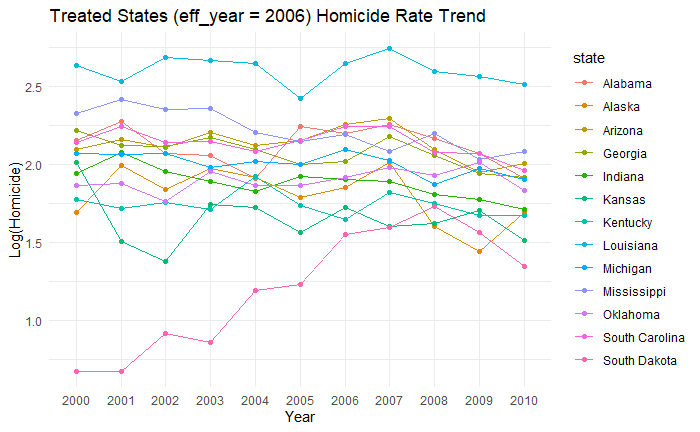 Treated States (eff_year = 2006) Homicide Rate Trend
Log(Homicide)
2.5
2.0
1.5
1.0
2000 2001 2002 2003 2004 2005 2006 2007 2008 2009 2010
Year
state
Alabama
Alaska
Arizona
Georgia
Indiana
Kansas
Kentucky
Louisiana
Michigan
Mississippi
Oklahoma
South Carolina
South Dakota